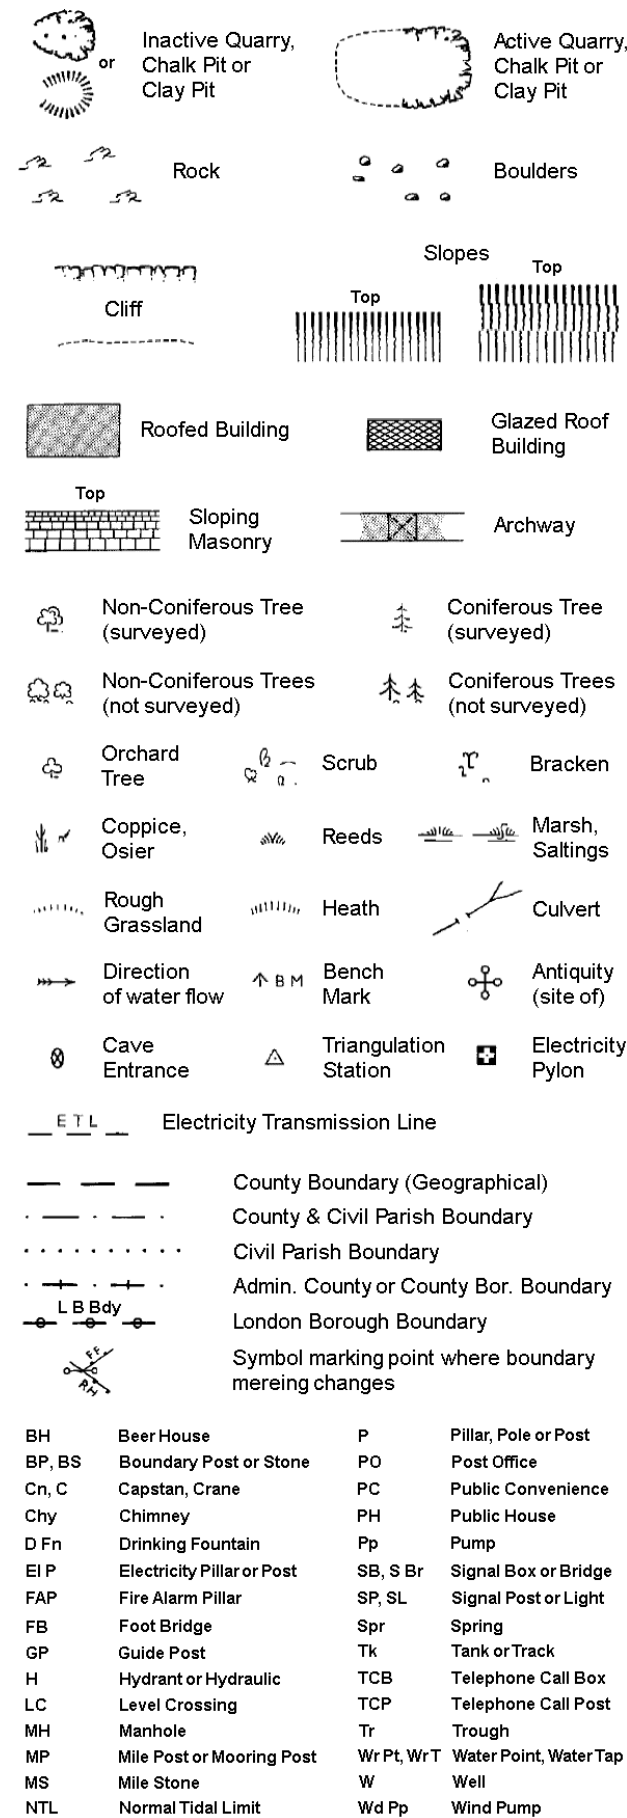 or
Inactive Quarry,
Chalk Pit or
Clay Pit
Active Quarry,
Chalk Pit or
Clay Pit
Rock
Boulders
Slopes
Cliff
Top
Top
Roofed Building
Glazed Roof
Building
Top
Sloping
Masonry
Archway
Non-Coniferous Tree
(surveyed)
Coniferous Tree
(surveyed)
Non-Coniferous Trees
(not surveyed)
Coniferous Trees
(not surveyed)
Orchard
Tree
Scrub
Bracken
Coppice,
Osier
Reeds
Marsh,
Saltings
Rough
Grassland
Heath
Culvert
Direction
of water flow
B M
Bench
Mark
Antiquity
(site of)
Cave
Entrance
Triangulation
Station
Electricity
Pylon
E T L
Electricity Transmission Line
County Boundary (Geographical)
County & Civil Parish Boundary
Civil Parish Boundary
Admin. County or County Bor. Boundary
L B Bdy
London Borough Boundary
F F
R H
Symbol marking point where boundary
mereing changes
BH Beer House
BP, BS Boundary Post or Stone
Cn, C Capstan, Crane
Chy Chimney
D Fn Drinking Fountain
El P Electricity Pillar or Post
FAP Fire Alarm Pillar
FB Foot Bridge
GP Guide Post
H Hydrant or Hydraulic
LC Level Crossing
MH Manhole
MP Mile Post or Mooring Post
MS Mile Stone
NTL Normal Tidal Limit
P Pillar, Pole or Post
PO Post Office
PC Public Convenience
PH Public House
Pp Pump
SB, S Br Signal Box or Bridge
SP, SL Signal Post or Light
Spr Spring
Tk Tank or Track
TCB Telephone Call Box
TCP Telephone Call Post
Tr Trough
Wr Pt, Wr T Water Point, Water Tap
W Well
Wd Pp Wind Pump